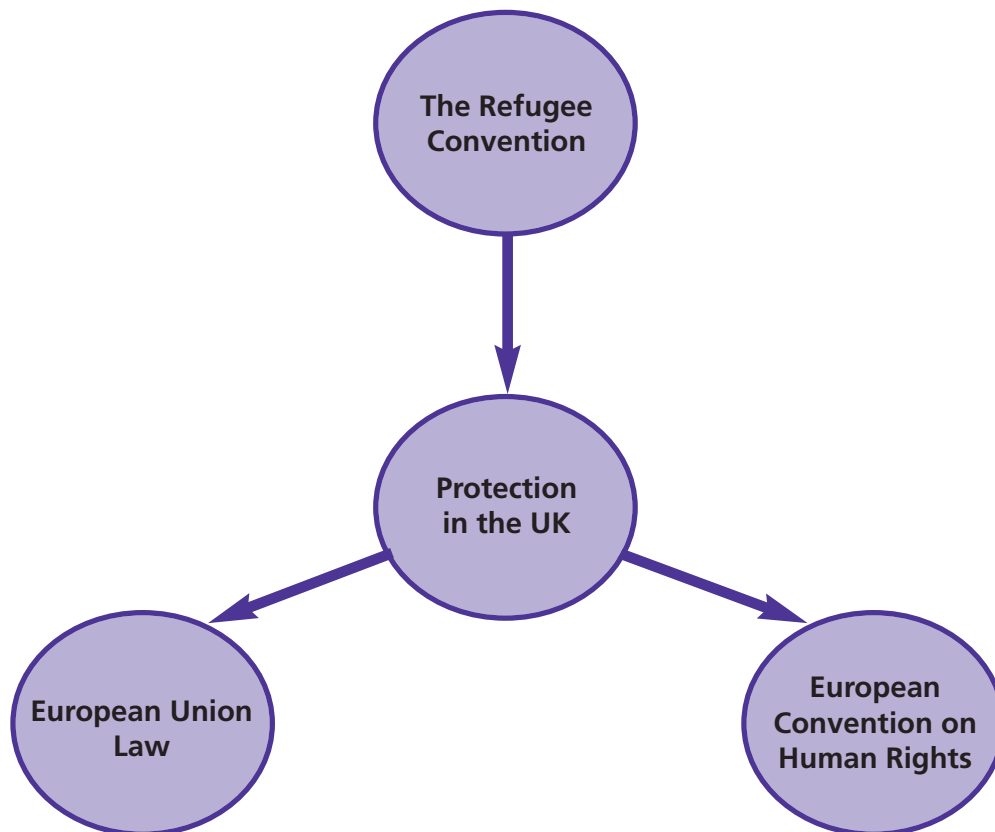 The Refugee
Convention
Protection
in the UK
European Union
Law
European
Convention on
Human Rights